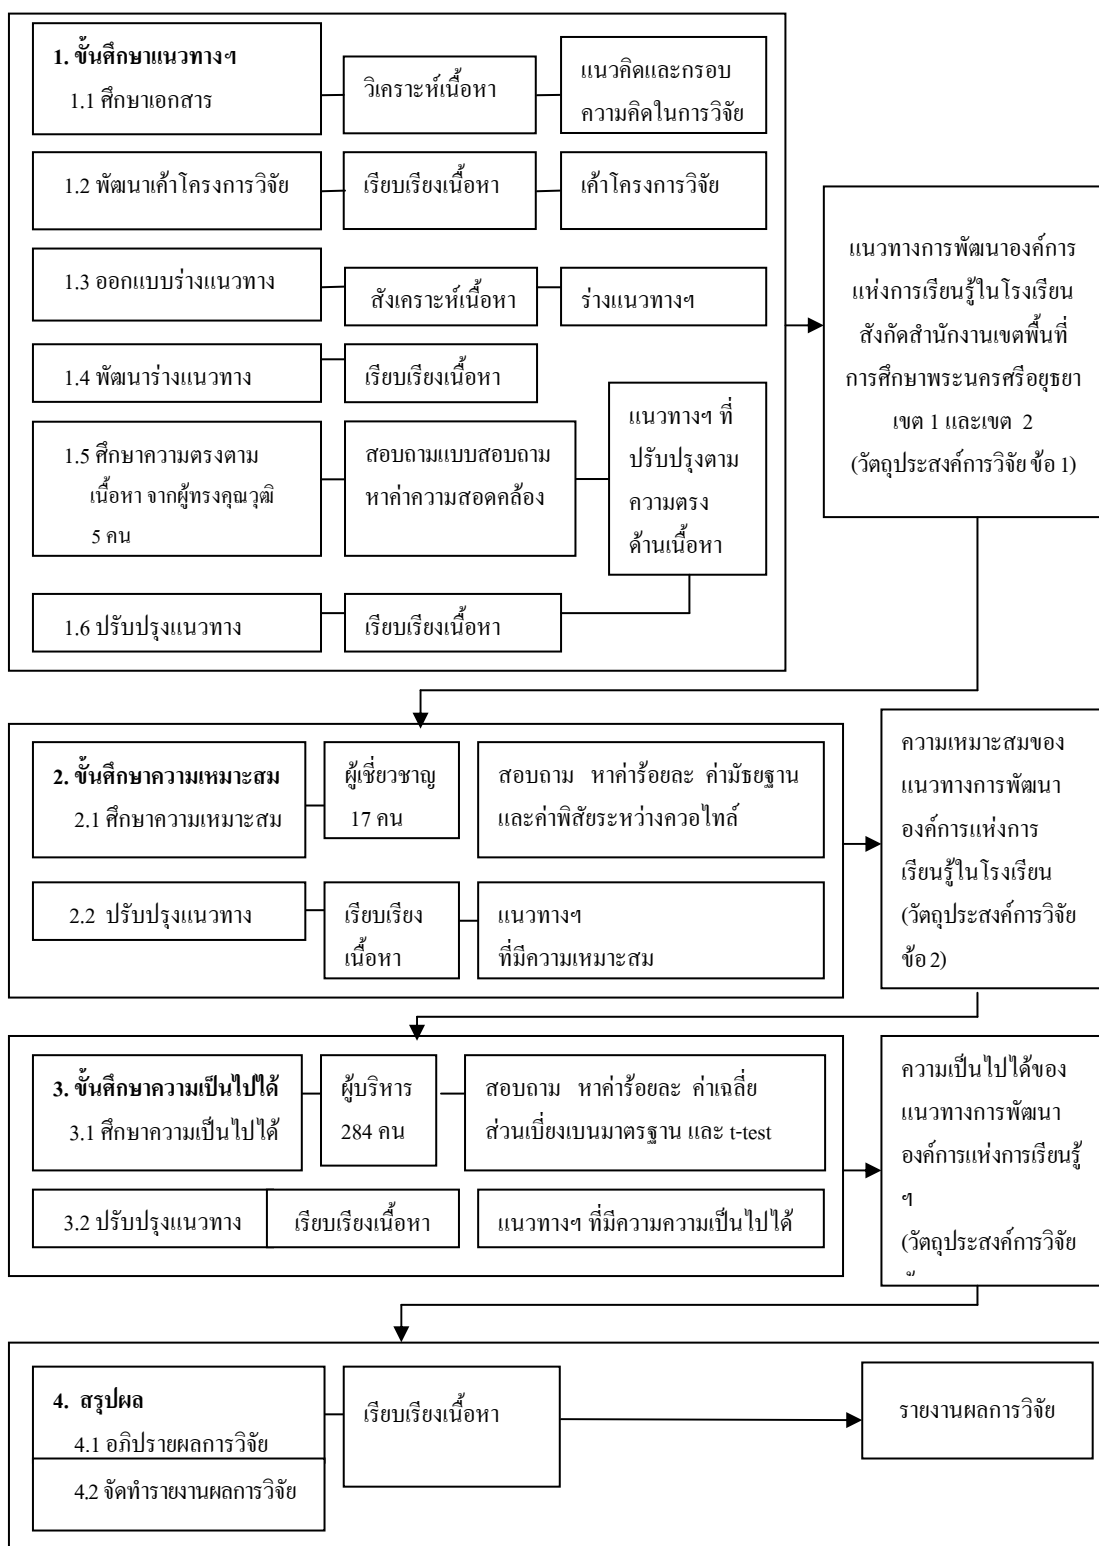 1. ขั้นศึกษาแนวทางฯ
1.1 ศึกษาเอกสาร
วิเคราะห์เนื้อหา
แนวคิดและกรอบ
ความคิดในการวิจัย
1.2 พัฒนาเค้าโครงการวิจัย
เรียบเรียงเนื้อหา
เค้าโครงการวิจัย
1.3 ออกแบบร่างแนวทาง
สังเคราะห์เนื้อหา
ร่างแนวทางฯ
1.4 พัฒนาร่างแนวทาง
เรียบเรียงเนื้อหา
1.5 ศึกษาความตรงตาม
เนื้อหา จากผู้ทรงคุณวุฒิ
5 คน
สอบถามแบบสอบถาม
หาค่าความสอดคล้อง
แนวทางฯ ที่
ปรับปรุงตาม
ความตรง
ด้านเนื้อหา
1.6 ปรับปรุงแนวทาง
เรียบเรียงเนื้อหา
แนวทางการพัฒนาองค์การ
แห่งการเรียนรู้ในโรงเรียน
สังกัดสำนักงานเขตพื้นที่
การศึกษาพระนครศรีอยุธยา
เขต 1 และเขต 2
(วัตถุประสงค์การวิจัย ข้อ 1)
2. ขั้นศึกษาความเหมาะสม
2.1 ศึกษาความเหมาะสม
ผู้เชี่ยวชาญ
17 คน
สอบถาม หาค่าร้อยละ ค่ามัธยฐาน
และค่าพิสัยระหว่างควอไทล์
2.2 ปรับปรุงแนวทาง
เรียบเรียง
เนื้อหา
แนวทางฯ
ที่มีความเหมาะสม
ความเหมาะสมของ
แนวทางการพัฒนา
องค์การแห่งการ
เรียนรู้ในโรงเรียน
(วัตถุประสงค์การวิจัย
ข้อ 2)
3. ขั้นศึกษาความเป็นไปได้
3.1 ศึกษาความเป็นไปได้
ผู้บริหาร
284 คน
สอบถาม หาค่าร้อยละ ค่าเฉลี่ย
ส่วนเบี่ยงเบนมาตรฐาน และ t-test
3.2 ปรับปรุงแนวทาง
เรียบเรียงเนื้อหา
แนวทางฯ ที่มีความความเป็นไปได้
ความเป็นไปได้ของ
แนวทางการพัฒนา
องค์การแห่งการเรียนรู้
ฯ
(วัตถุประสงค์การวิจัย
4. สรุปผล
4.1 อภิปรายผลการวิจัย
4.2 จัดทำรายงานผลการวิจัย
เรียบเรียงเนื้อหา
รายงานผลการวิจัย